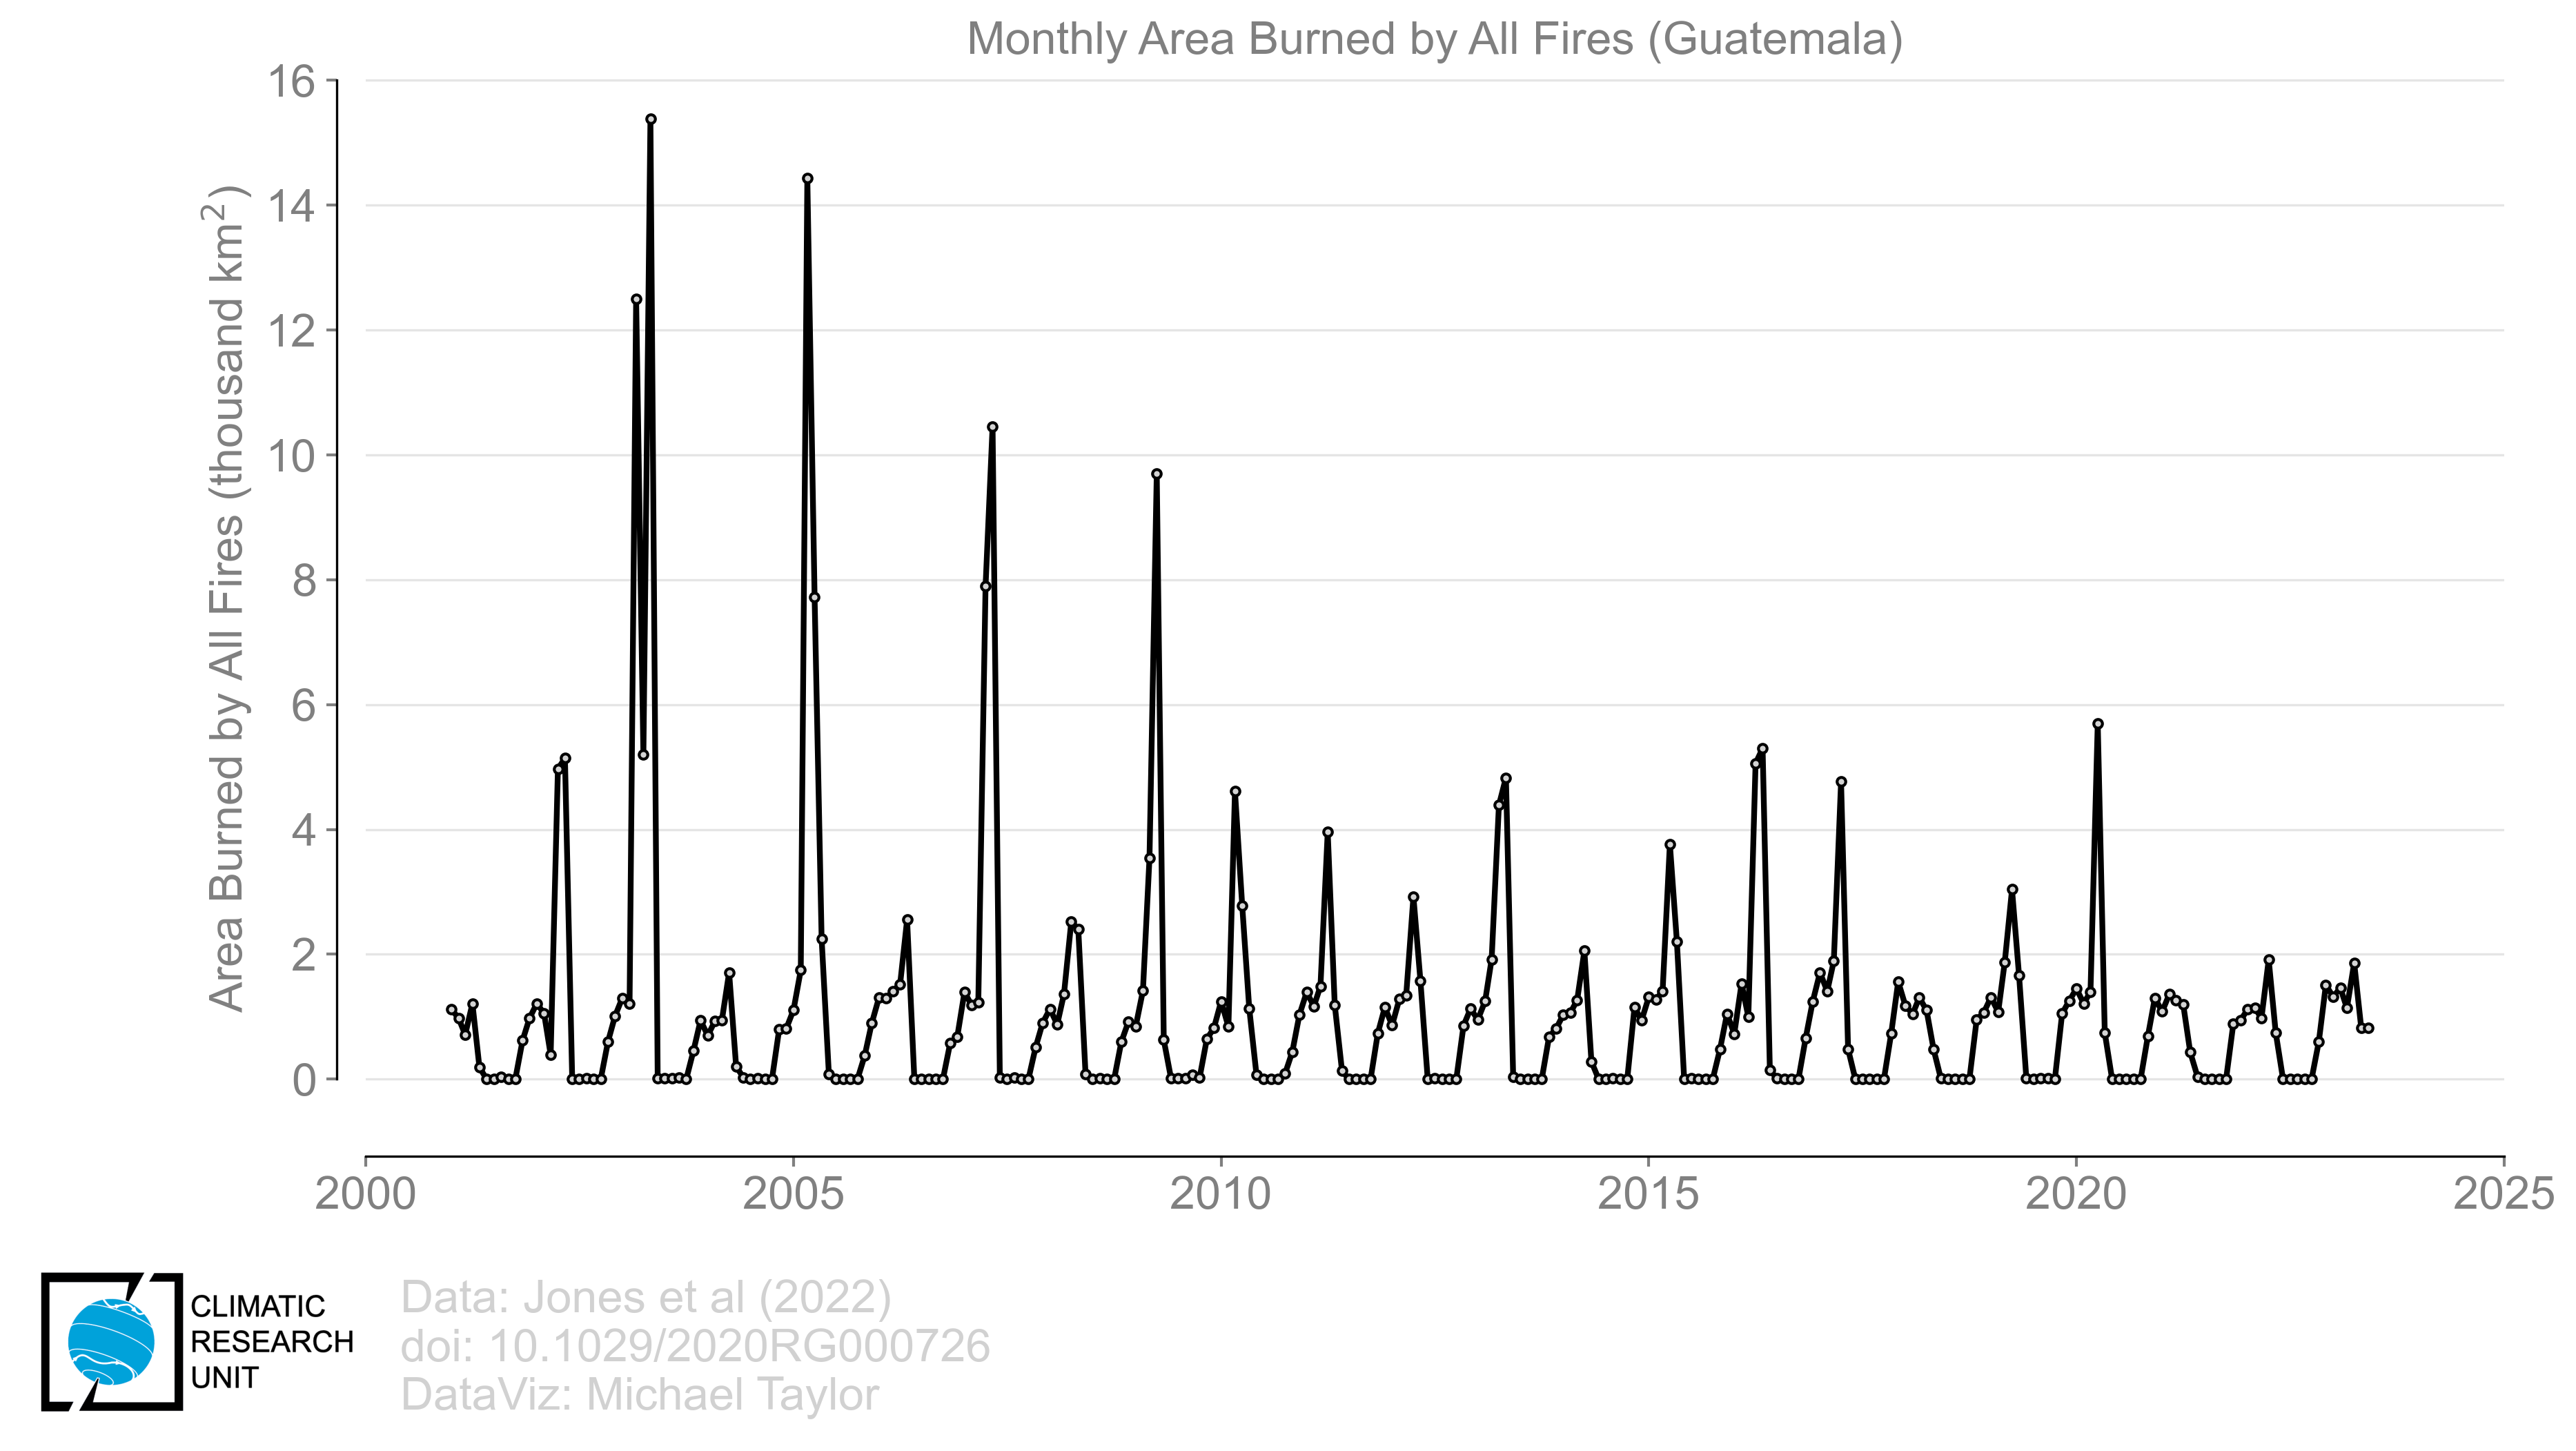 Monthly Area Burned by All Fires (Guatemala)
Area Burned by All Fires (thousand km²)
16
14
12
10
8
6
4
2
0
2000 2005 2010 2015 2020 2025
CLIMATIC
RESEARCH
UNIT
Data: Jones et al (2022)
doi: 10.1029/2020RG000726
DataViz: Michael Taylor